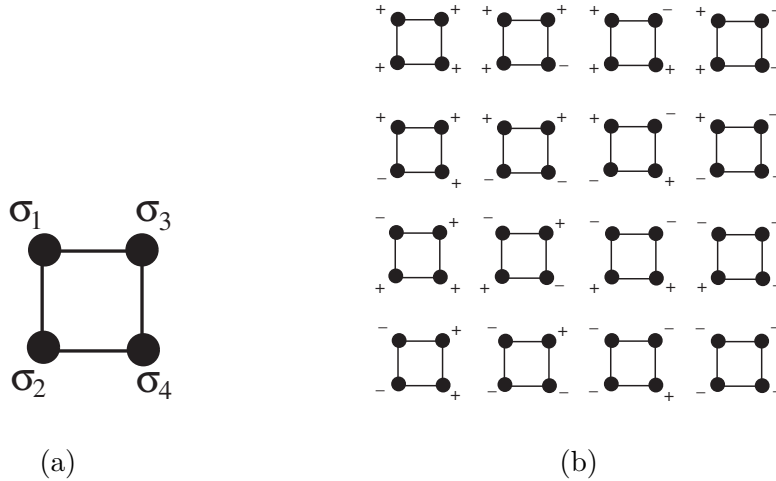 + + + + + − + −
+ + + − + + + −
+ + + + + − + −
− + − − − + − −
σ1 σ3
σ2 σ4
− + − + − − − −
+ + + − + + + −
− + − + − − − −
− + − − − + − −
(a) (b)